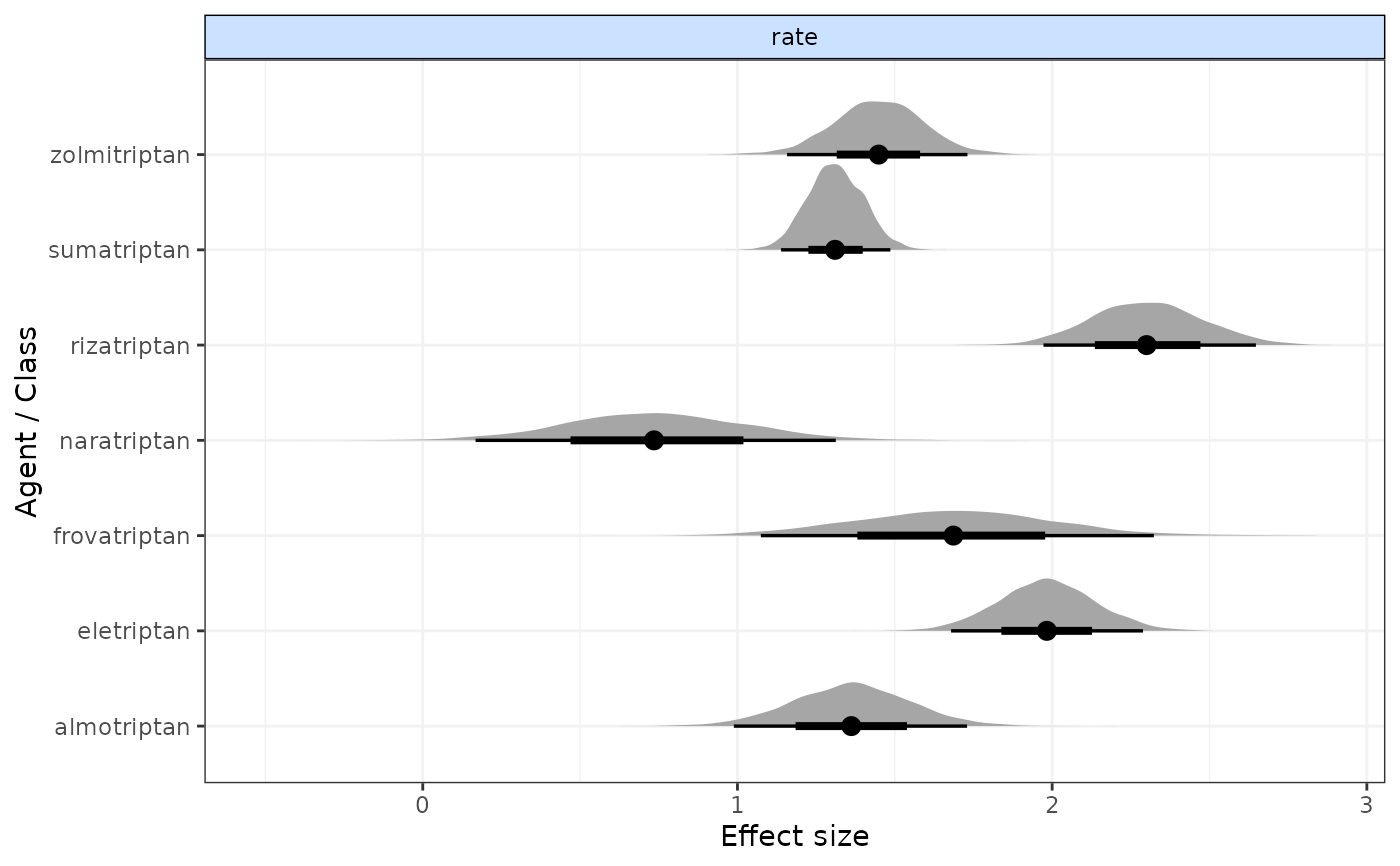 rate
Agent / Class
zolmitriptan
sumatriptan
rizatriptan
naratriptan
frovatriptan
eletriptan
almotriptan
0 1 2 3
Effect size